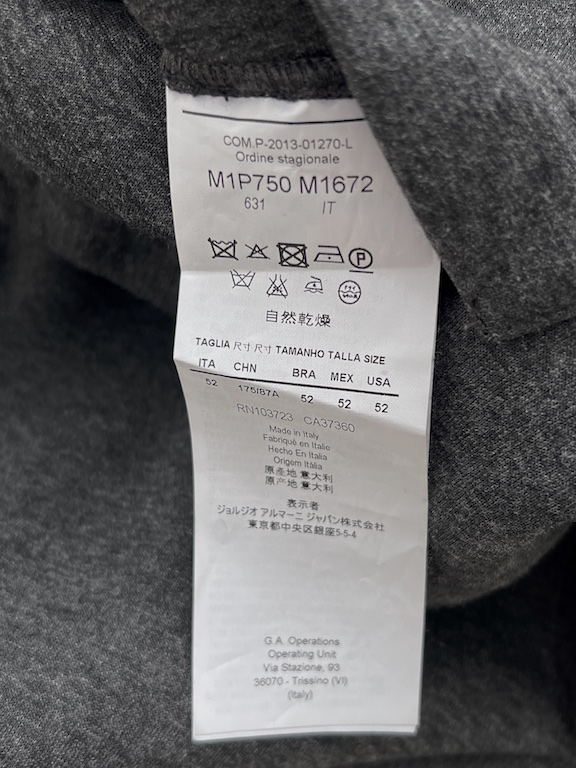 COM.P-2013-01270-L
Ordine stagionale
M1P750 M1672
631 IT
P
自然乾燥
TAGLIA 尺寸 尺寸 TAMANHO TALLA SIZE
ITA CHN BRA MEX USA
52 175/87A 52 52 52
RN103723 CA37360
Made in Italy
Fabriqué en Italie
Hecho En Italia
Origem Itália
原產地 意大利
原产地 意大利
表示者
ジョルジオ アルマーニ ジャパン株式会社
東京都中央区銀座5-5-4
G.A. Operations
Operating Unit
Via Stazione, 93
36070 - Trissino (VI)
(Italy)